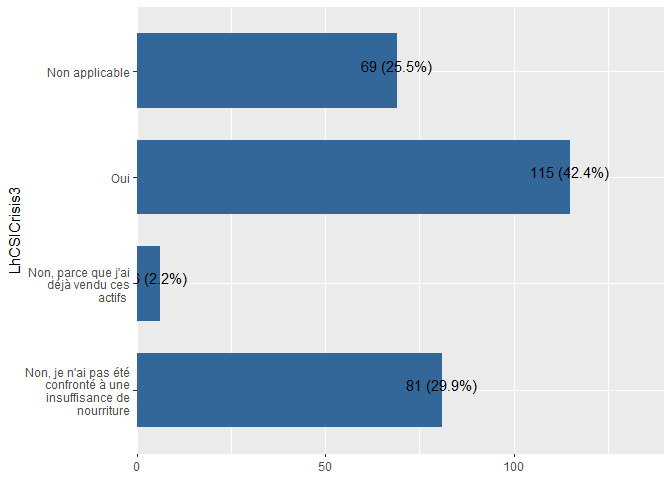 LhCSICrisis3
Non applicable
69 (25.5%)
Oui
115 (42.4%)
Non, parce que j'ai
déjà vendu ces
actifs
6 (2.2%)
Non, je n'ai pas été
confronté à une
insuffisance de
nourriture
81 (29.9%)
0
50
100